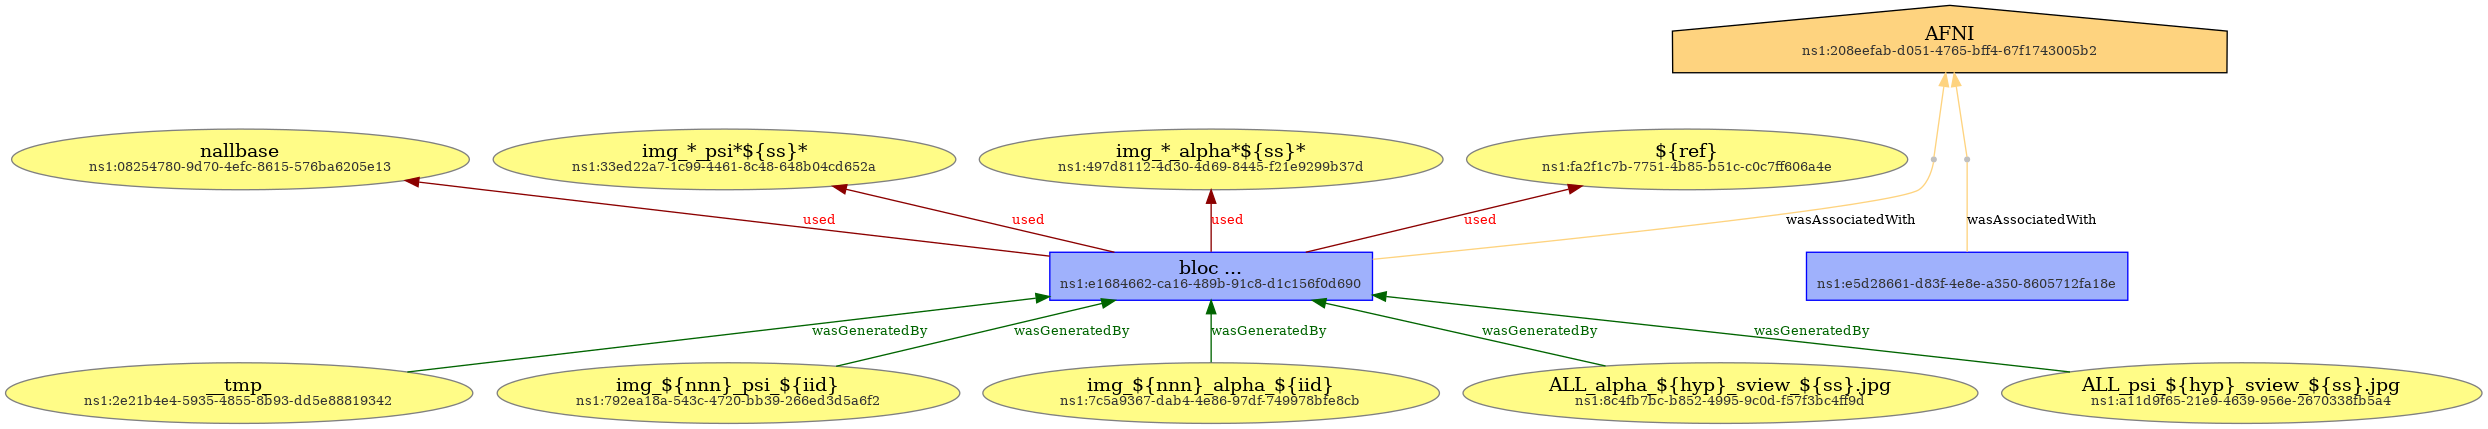 AFNI
ns1:208eefab-d051-4765-bff4-67f1743005b2
nallbase
ns1:08254780-9d70-4efc-8615-576ba6205e13
img_*_psi*${ss}*
ns1:33ed22a7-1c99-4461-8c48-648b04cd652a
img_*_alpha*${ss}*
ns1:497d8112-4d30-4d69-8445-f21e9299b37d
${ref}
ns1:fa2f1c7b-7751-4b85-b51c-c0c7ff606a4e
used
used
used
used
wasAssociatedWith
wasAssociatedWith
bloc ...
ns1:e1684662-ca16-489b-91c8-d1c156f0d690
ns1:e5d28661-d83f-4e8e-a350-8605712fa18e
wasGeneratedBy
wasGeneratedBy
wasGeneratedBy
wasGeneratedBy
wasGeneratedBy
__tmp
ns1:2e21b4e4-5935-4855-8b93-dd5e88819342
img_${nnn}_psi_${iid}
ns1:792ea18a-543c-4720-bb39-266ed3d5a6f2
img_${nnn}_alpha_${iid}
ns1:7c5a9367-dab4-4e86-97df-749978bfe8cb
ALL_alpha_${hyp}_sview_${ss}.jpg
ns1:8c4fb7bc-b852-4995-9c0d-f57f3bc4ff9d
ALL_psi_${hyp}_sview_${ss}.jpg
ns1:a11d9f65-21e9-4639-956e-2670338fb5a4